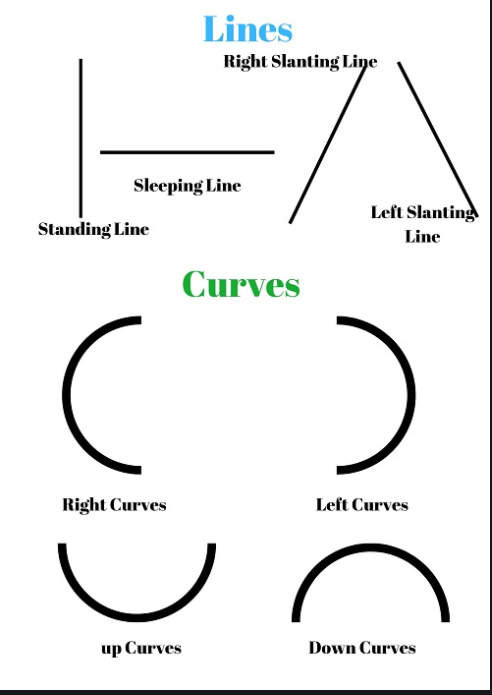 Lines
Right Slanting Line
Sleeping Line
Left Slanting
Line
Standing Line
Curves
Right Curves
Left Curves
up Curves
Down Curves